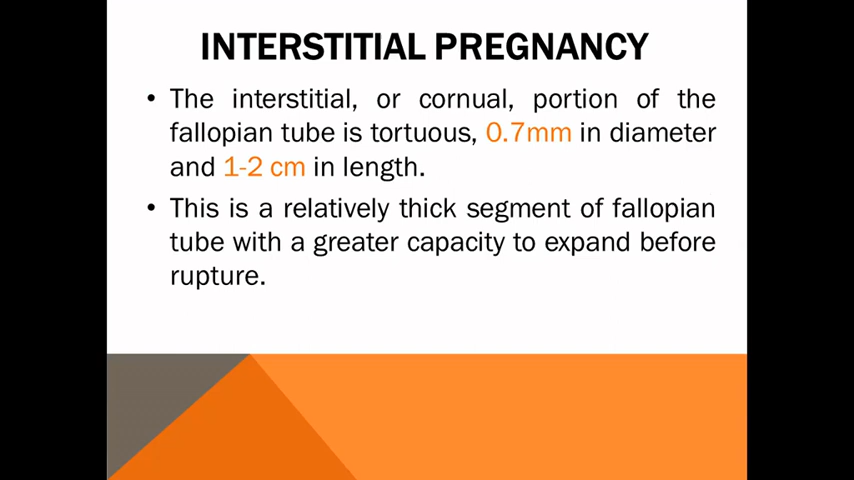 INTERSTITIAL PREGNANCY
• The interstitial, or cornual, portion of the
fallopian tube is tortuous, 0.7mm in diameter
and 1-2 cm in length.
• This is a relatively thick segment of fallopian
tube with a greater capacity to expand before
rupture.